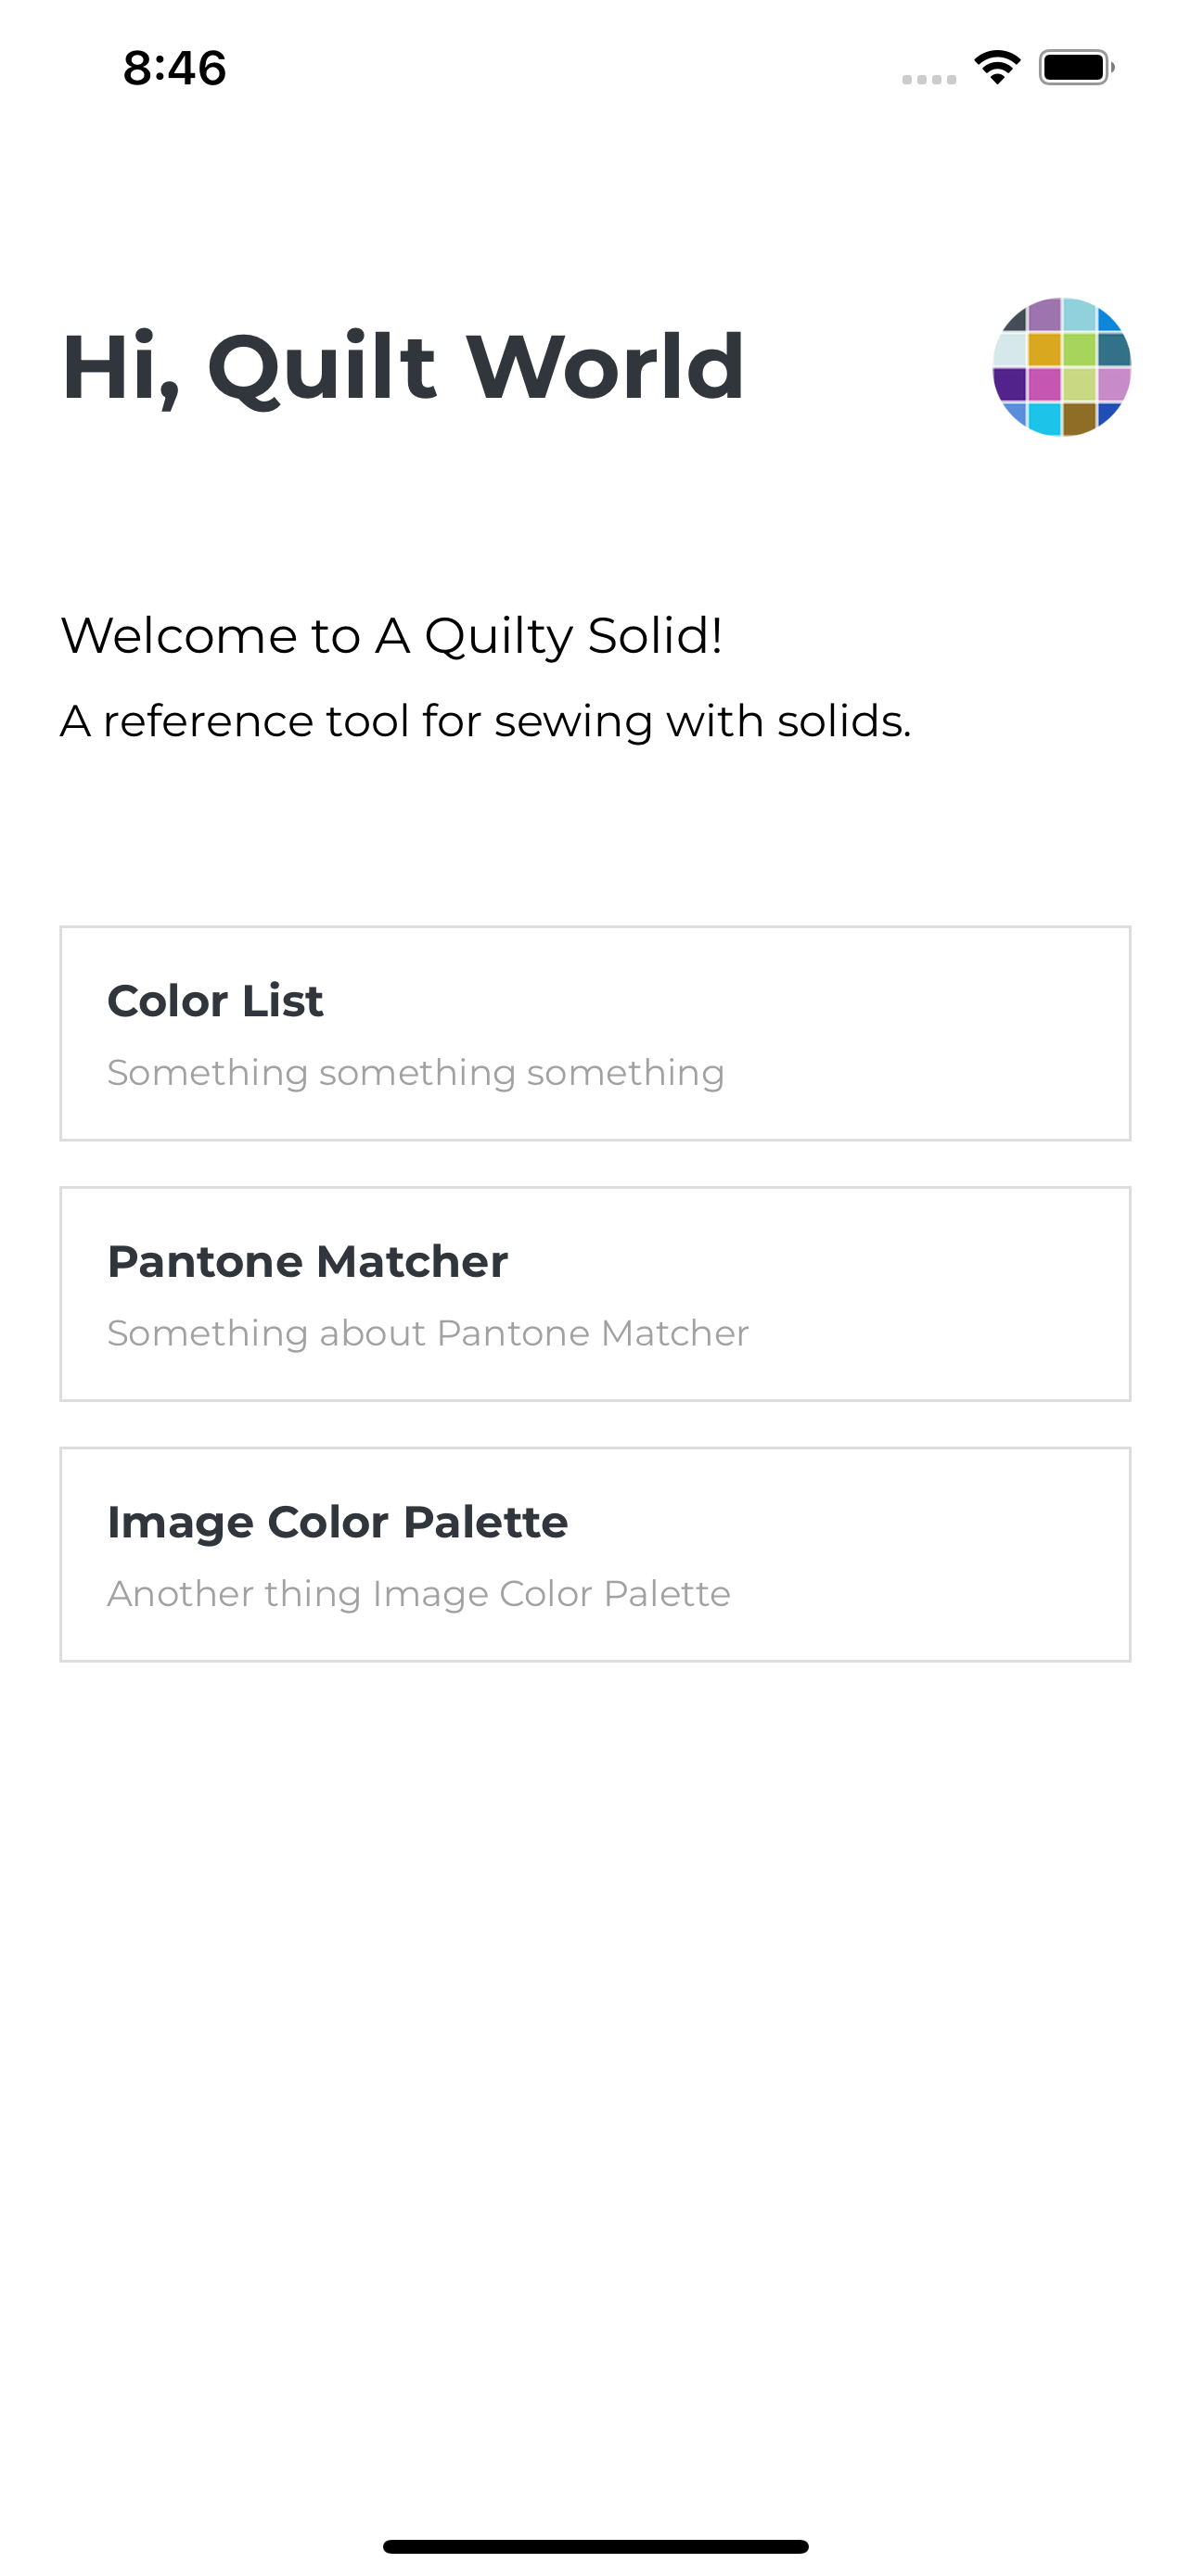 8:46
Hi, Quilt World
Welcome to A Quilty Solid!
A reference tool for sewing with solids.
Color List
Something something something
Pantone Matcher
Something about Pantone Matcher
Image Color Palette
Another thing Image Color Palette